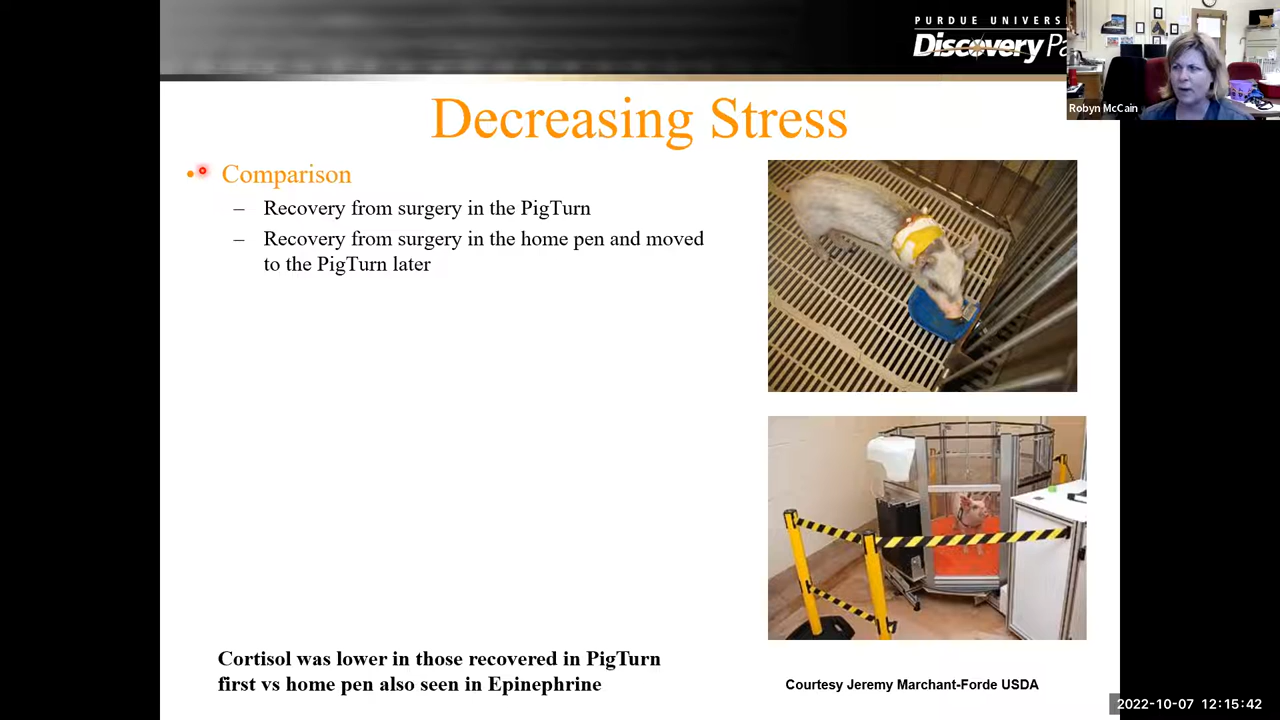 PURDUE UNIVERSI
Discovery Pa
Robyn McCain
Decreasing Stress
• Comparison
– Recovery from surgery in the PigTurn
– Recovery from surgery in the home pen and moved
to the PigTurn later
Cortisol was lower in those recovered in PigTurn
first vs home pen also seen in Epinephrine
Courtesy Jeremy Marchant-Forde USDA
2022-10-07 12:15:42